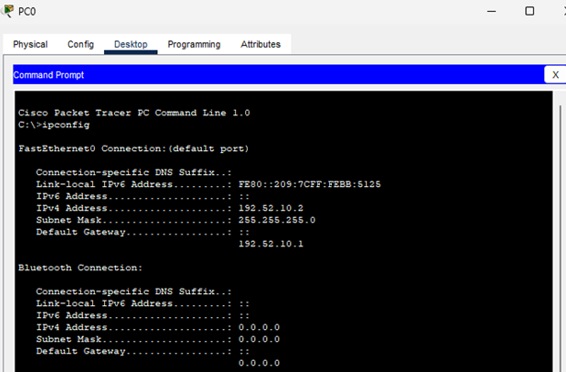 PC0
Physical Config Desktop Programming Attributes
Command Prompt X
Cisco Packet Tracer PC Command Line 1.0
C:\>ipconfig
FastEthernet0 Connection:(default port)
Connection-specific DNS Suffix..:
Link-local IPv6 Address.........: FE80::209:7CFF:FEBB:5125
IPv6 Address....................: ::
IPv4 Address....................: 192.52.10.2
Subnet Mask.....................: 255.255.255.0
Default Gateway.................: ::
192.52.10.1
Bluetooth Connection:
Connection-specific DNS Suffix..:
Link-local IPv6 Address.........: ::
IPv6 Address....................: ::
IPv4 Address....................: 0.0.0.0
Subnet Mask.....................: 0.0.0.0
Default Gateway.................: ::
0.0.0.0